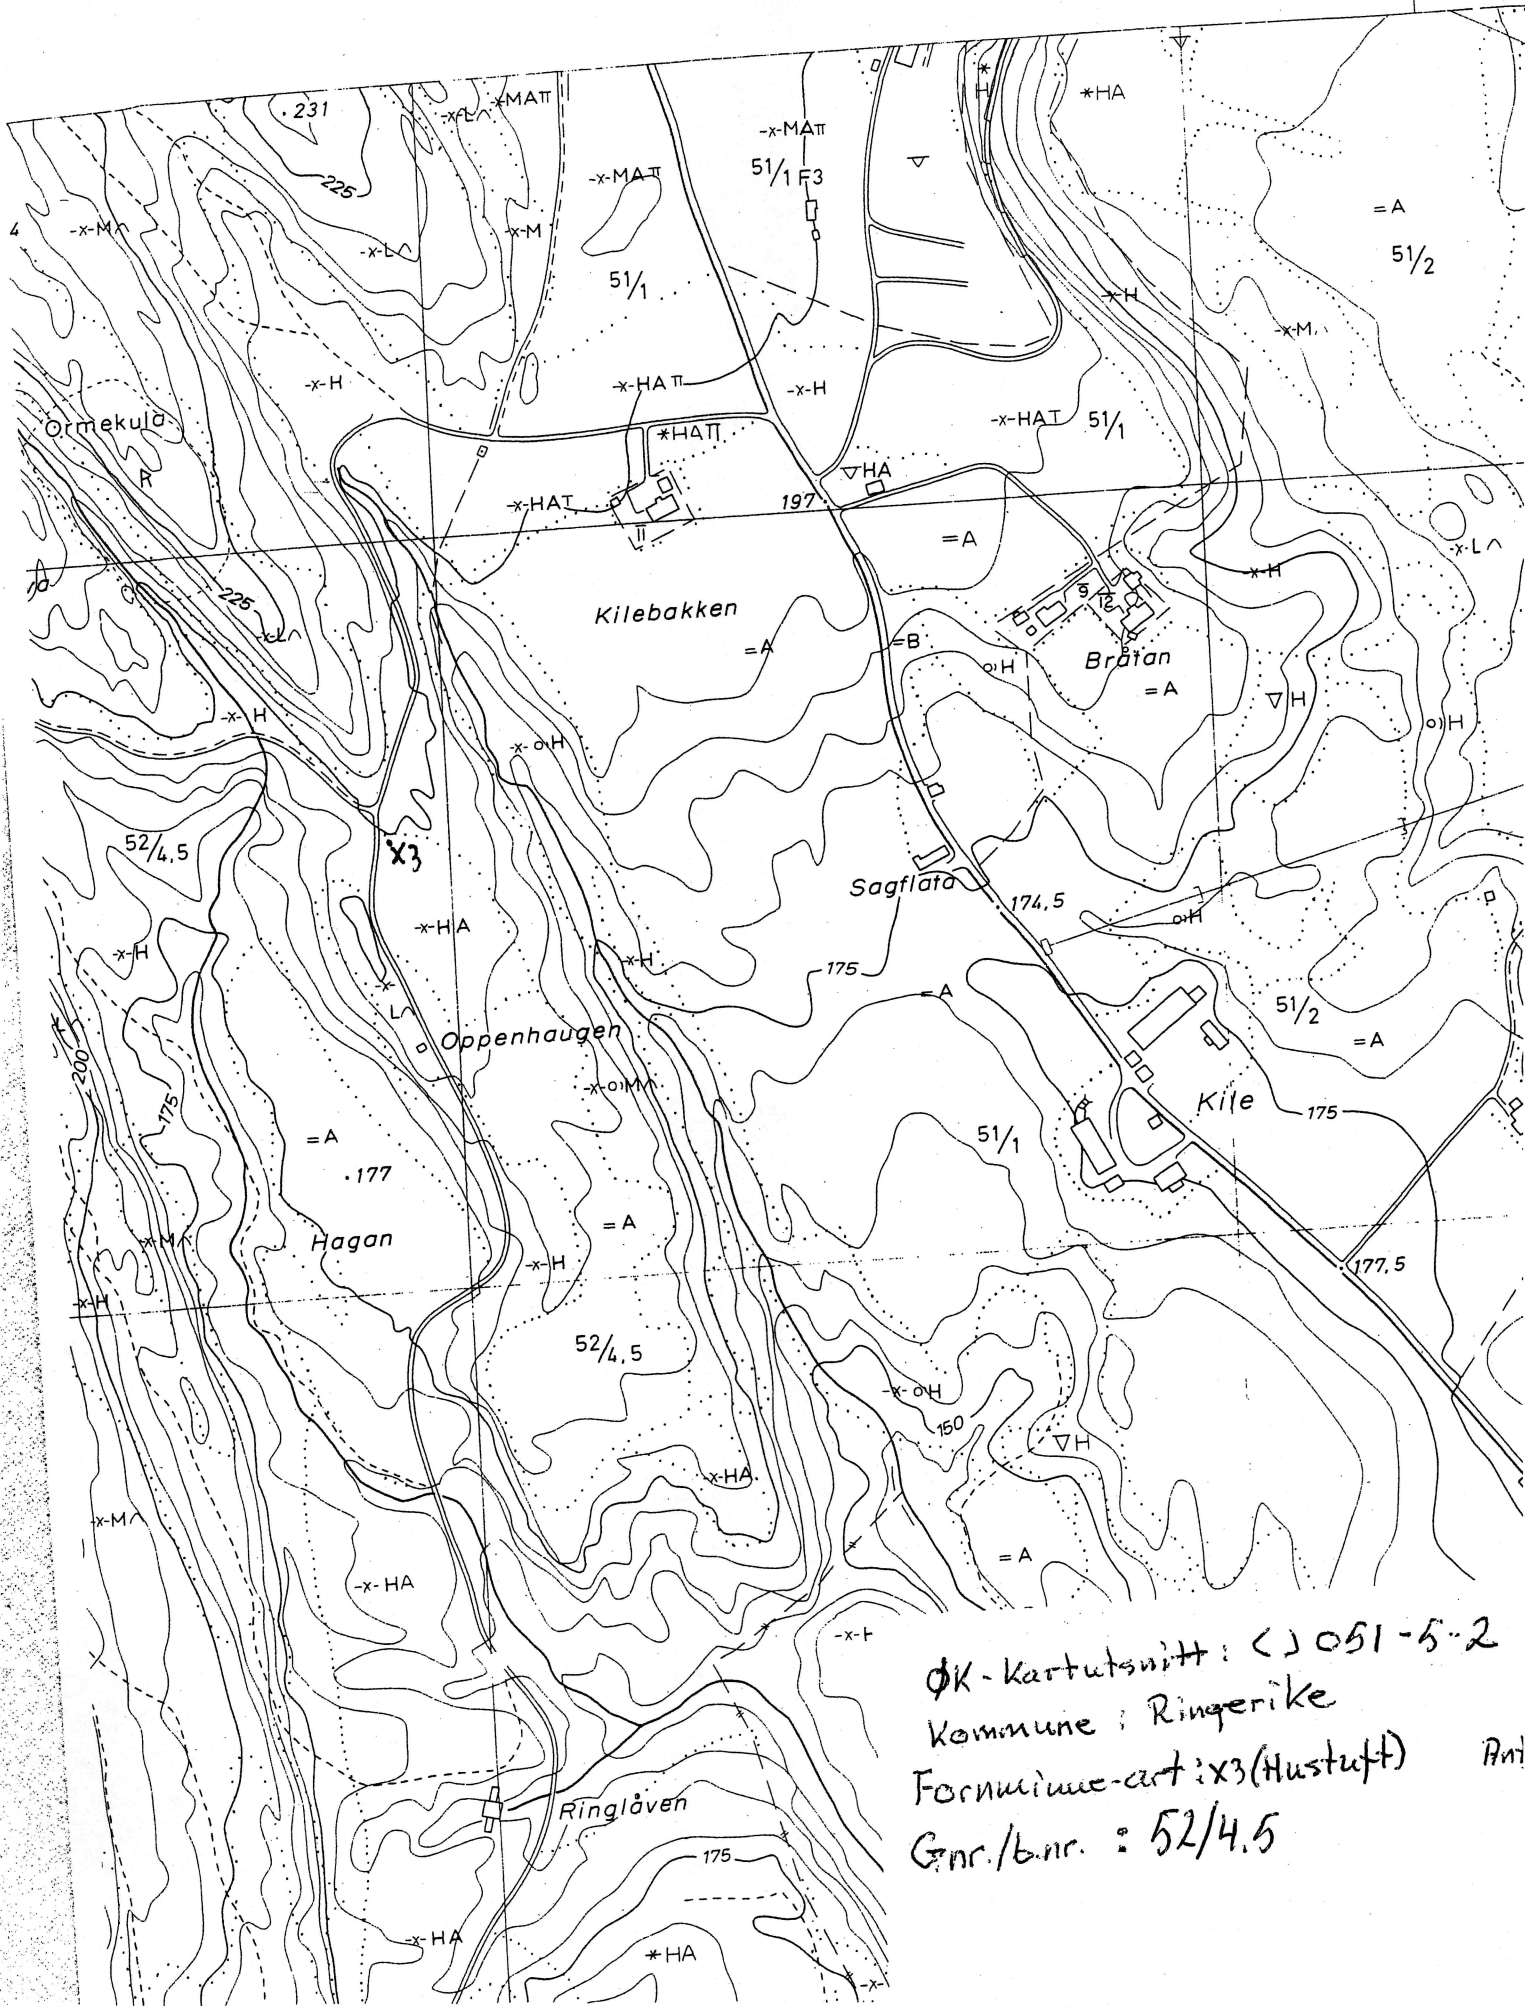 231
*MAΠ
-x-L^
-x-MAΠ
*H
*HA
225
-x-MAΠ
51/1 F3
4
-x-M^
-x-M
= A
-x-L^
51/2
51/1
-x-H
-x-M
-x-H
-x-HAΠ
-x-H
Ormekula
*HAΠ
-x-HAT
51/1
R
HA
-x-HAT
197
= A
-x-L^
-x-H
225
Kilebakken
9
12
-x-L^
= A
= B
o)H
Bråtan
= A
-x-H
H
-x-o)H
o)H
52/4,5
x3
Sagflata
174,5
o)H
-x-HA
-x-H
-x-H
175
= A
-x-
L^
51/2
Oppenhaugen
= A
200
-x-o)M^
175
Kile
175
= A
51/1
177
= A
-x-M^
Hagan
-x-H
177,5
-x-H
52/4,5
-x-o)H
150
H
-x-HA
-x-M^
= A
-x-HA
-x-H
ØK-Kartutsnitt: CJ 051-5-2
Kommune: Ringerike
Fornminne-art: x3 (Hustuft)
Gnr./b.nr.: 52/4.5
Ringlåven
175
-x-HA
*HA
-x-